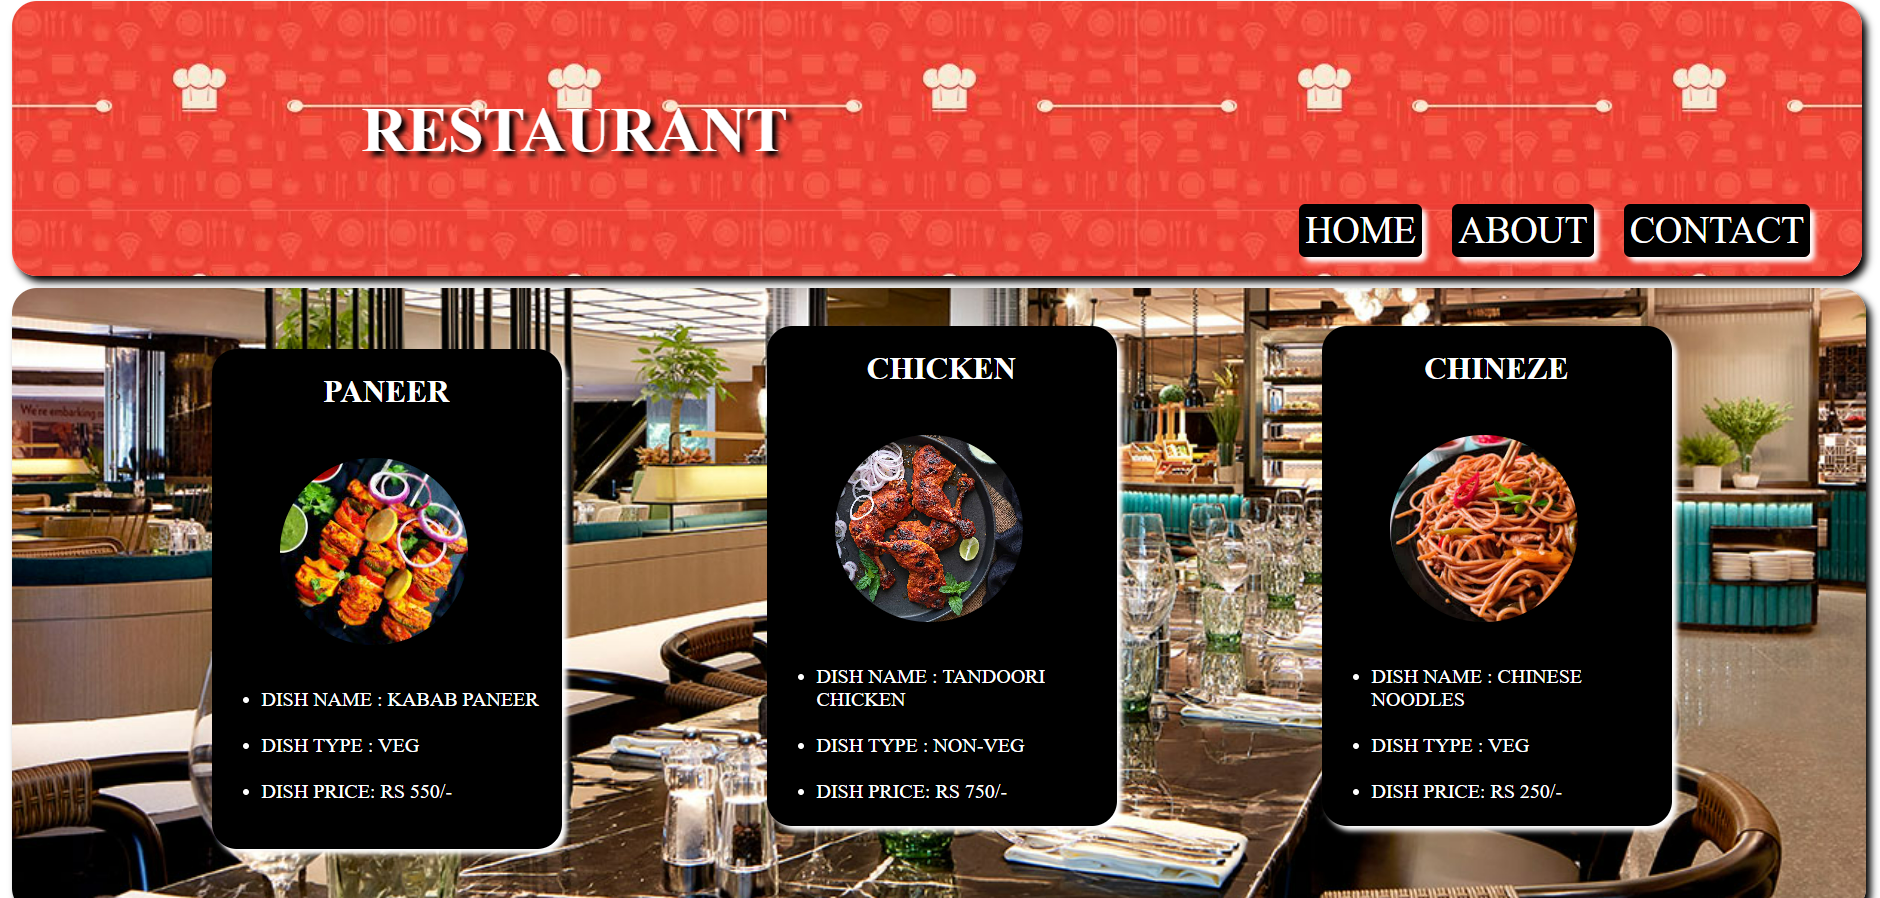 RESTAURANT
HOME ABOUT CONTACT
We're embarking
PANEER
• DISH NAME : KABAB PANEER
• DISH TYPE : VEG
• DISH PRICE: RS 550/-
CHICKEN
• DISH NAME : TANDOORI
CHICKEN
• DISH TYPE : NON-VEG
• DISH PRICE: RS 750/-
CHINEZE
• DISH NAME : CHINESE
NOODLES
• DISH TYPE : VEG
• DISH PRICE: RS 250/-